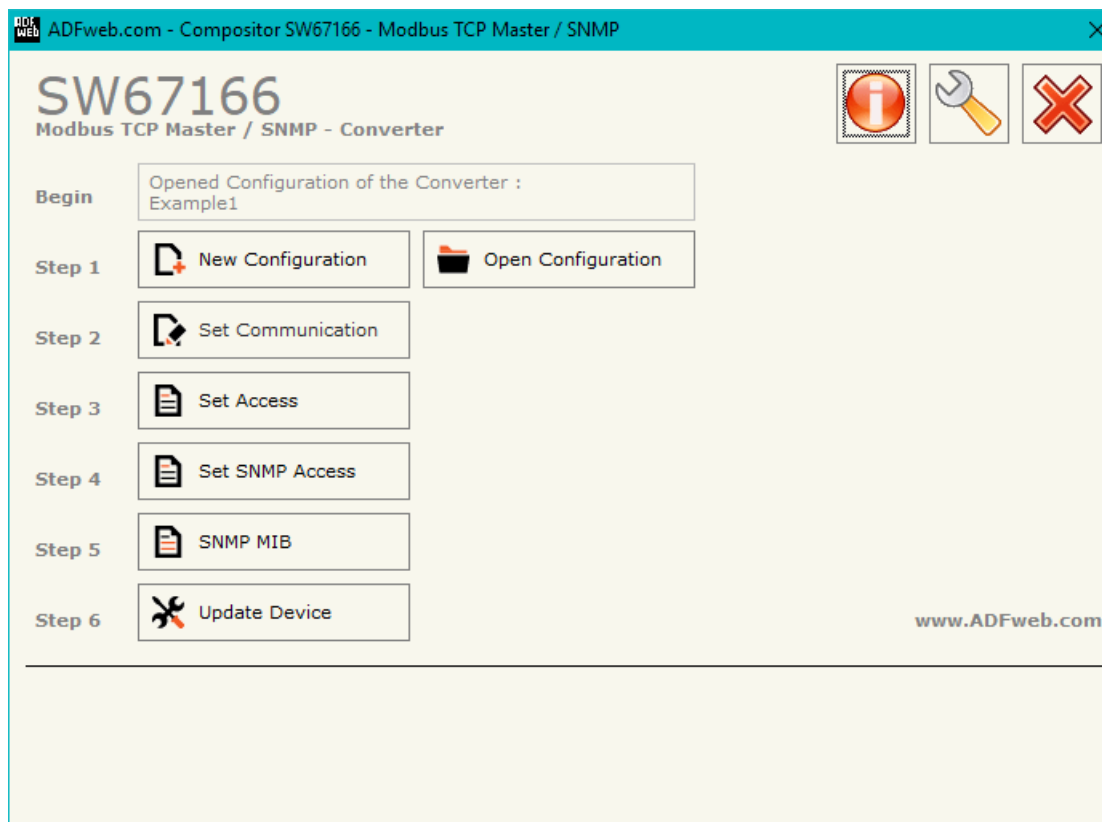 ADF
WEB
ADFweb.com - Compositor SW67166 - Modbus TCP Master / SNMP
SW67166
Modbus TCP Master / SNMP - Converter
Begin
Opened Configuration of the Converter :
Example1
Step 1
New Configuration
Open Configuration
Step 2
Set Communication
Step 3
Set Access
Step 4
Set SNMP Access
Step 5
SNMP MIB
Step 6
Update Device
www.ADFweb.com